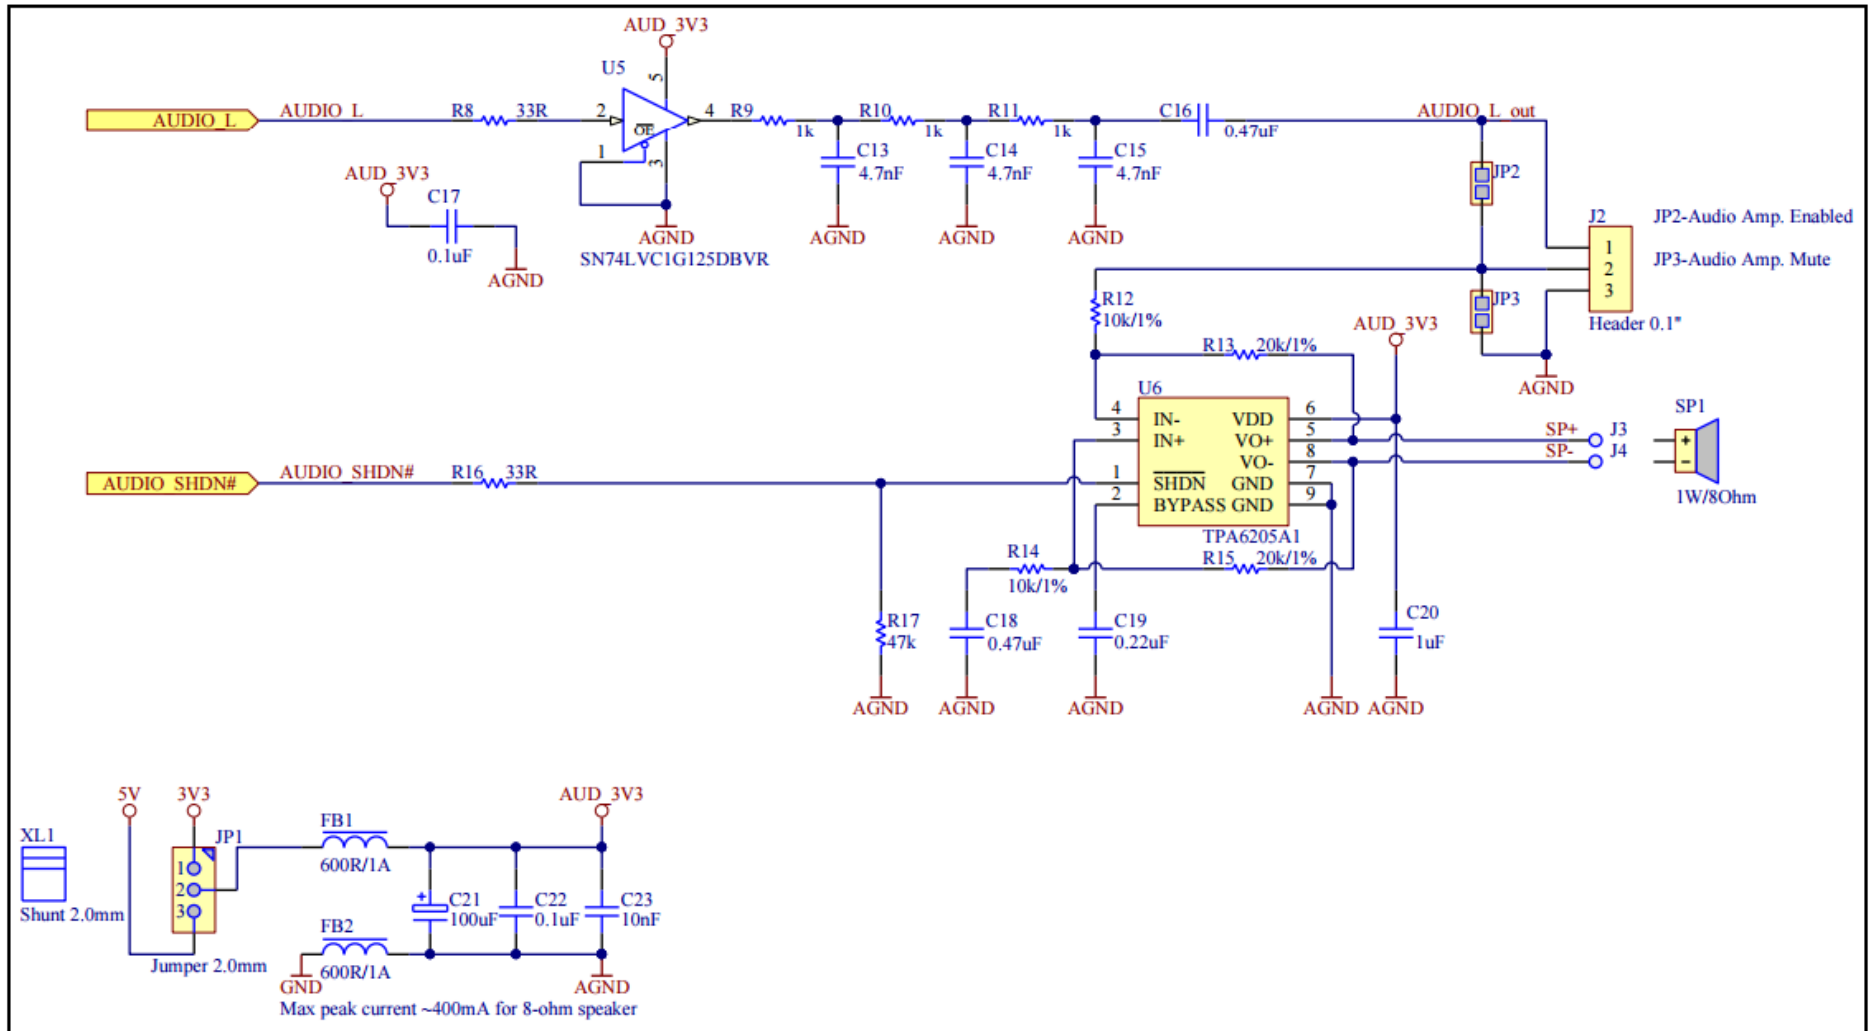 AUD_3V3
U5
5
AUDIO_L
AUDIO_L
R8 33R
2
OE
4
R9
1k
R10
1k
R11
1k
C16
0.47uF
AUDIO_L_out
1
3
C13
4.7nF
C14
4.7nF
C15
4.7nF
JP2
AUD_3V3
C17
0.1uF
AGND
AGND
SN74LVC1G125DBVR
AGND
AGND
AGND
J2
1
2
3
Header 0.1"
JP2-Audio Amp. Enabled
JP3-Audio Amp. Mute
JP3
AGND
R12
10k/1%
R13 20k/1%
AUD_3V3
U6
4 IN- VDD 6
3 IN+ VO+ 5
VO- 8
1 SHDN GND 7
2 BYPASS GND 9
TPA6205A1
SP+ J3
SP- J4
SP1
+
-
1W/8Ohm
AUDIO_SHDN#
AUDIO_SHDN#
R16 33R
R14
10k/1%
R15 20k/1%
R17
47k
C18
0.47uF
C19
0.22uF
C20
1uF
AGND
AGND
AGND
AGND
AGND
5V
3V3
AUD_3V3
XL1
Shunt 2.0mm
JP1
1
2
3
Jumper 2.0mm
FB1
600R/1A
+
C21
100uF
C22
0.1uF
C23
10nF
FB2
600R/1A
GND
AGND
Max peak current ~400mA for 8-ohm speaker